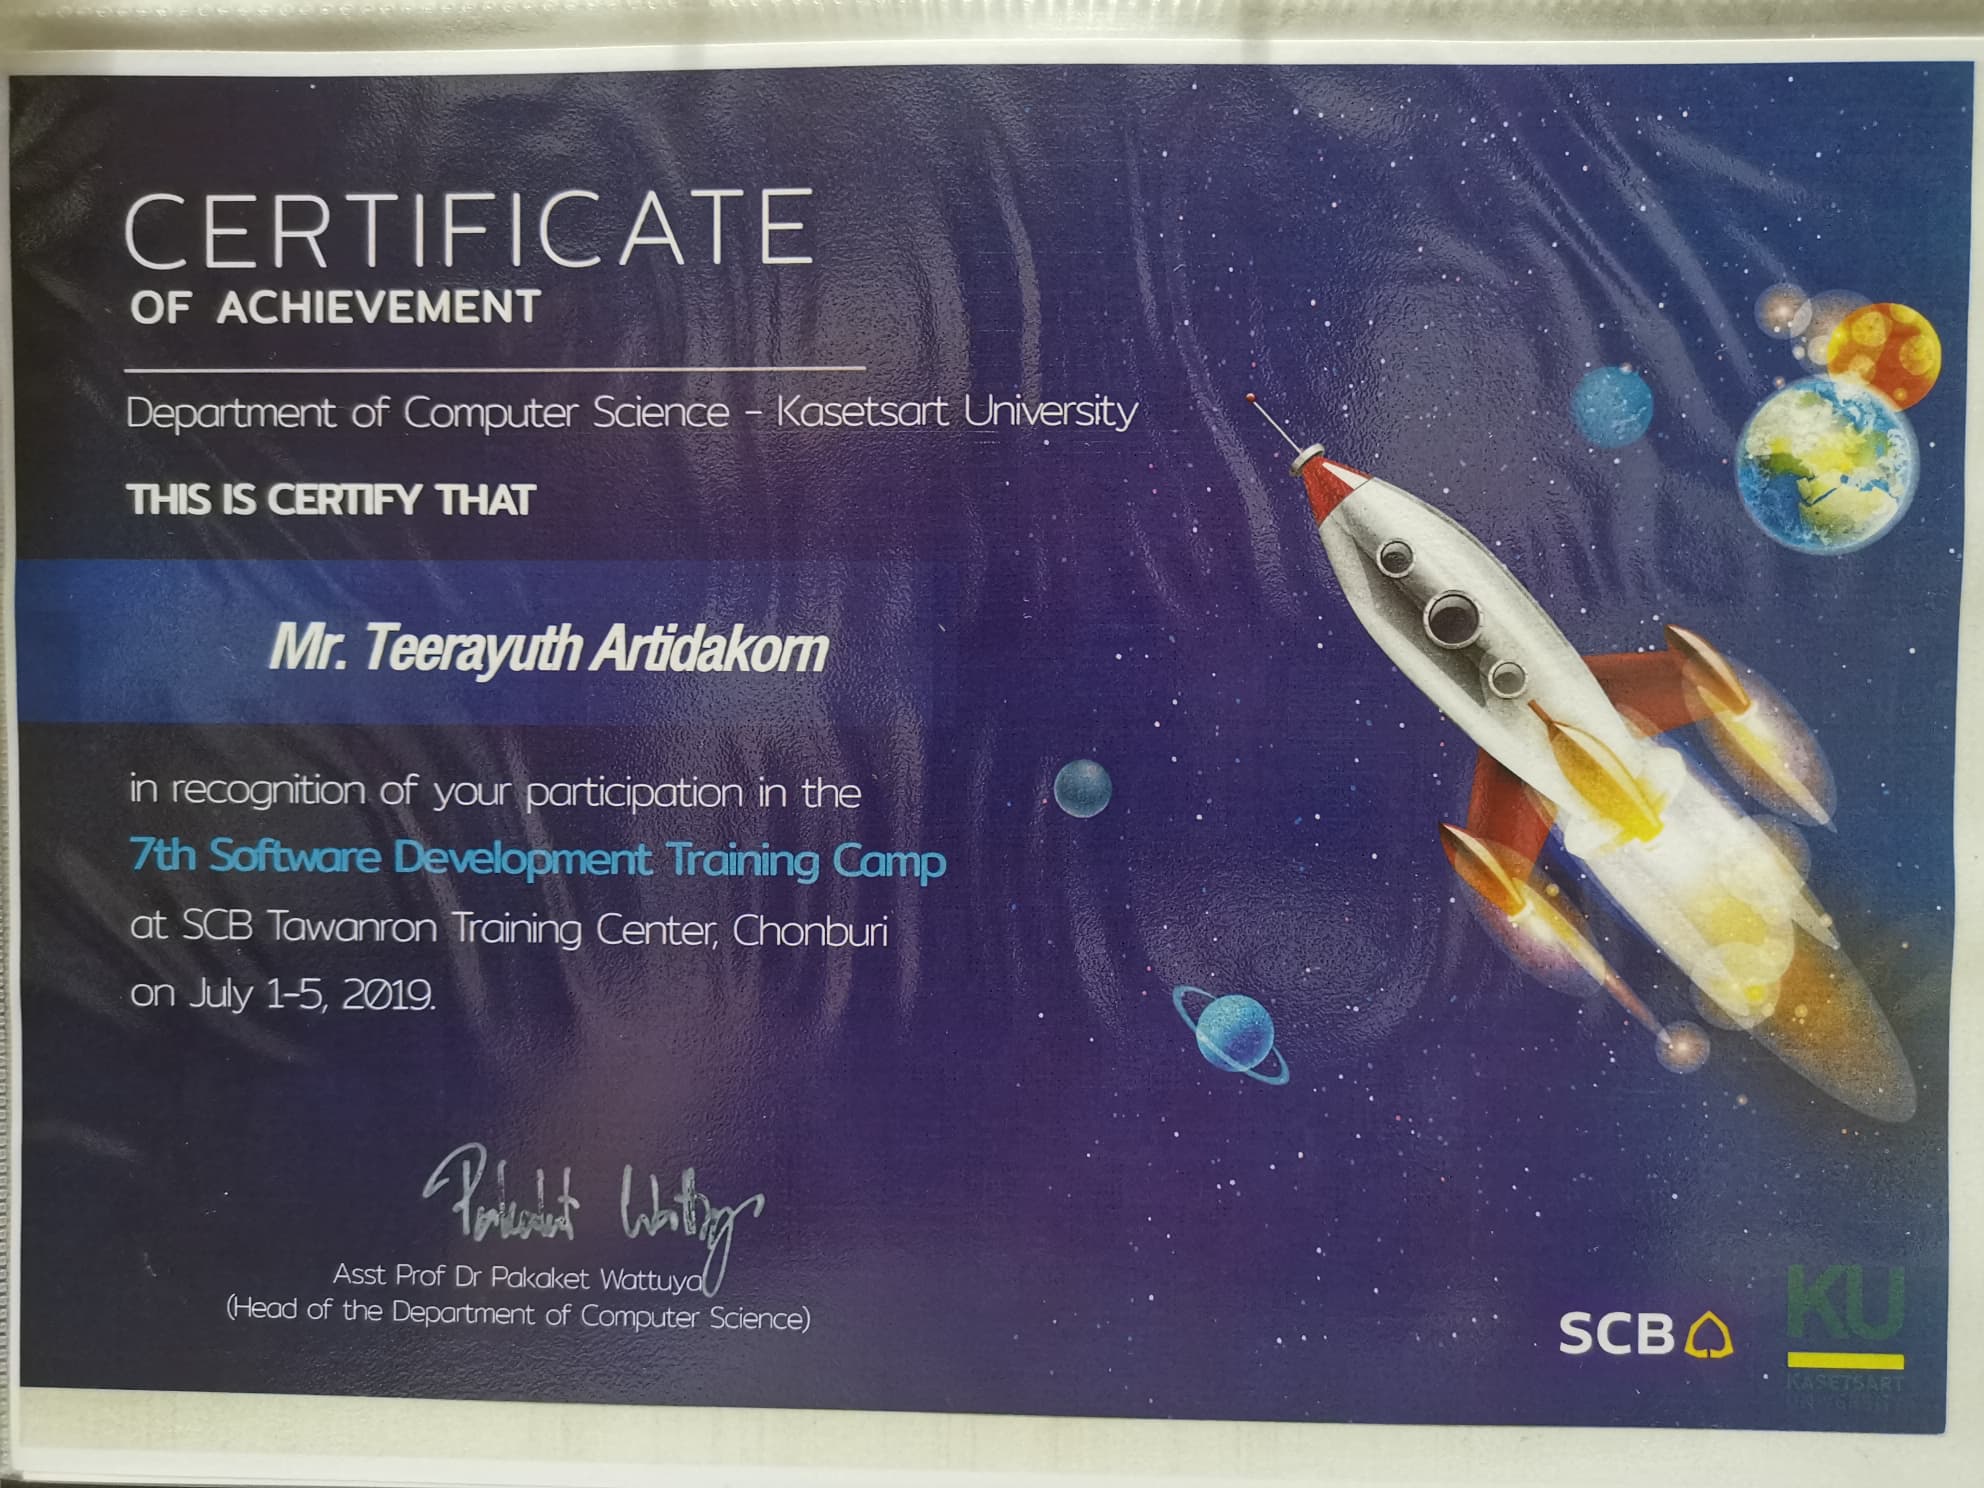 CERTIFICATE
OF ACHIEVEMENT
Department of Computer Science - Kasetsart University
THIS IS CERTIFY THAT
Mr. Teerayuth Artidakorn
in recognition of your participation in the
7th Software Development Training Camp
at SCB Tawanron Training Center, Chonburi
on July 1-5, 2019.
Pakaket Wattuya
Asst Prof Dr Pakaket Wattuya
(Head of the Department of Computer Science)
SCB
KU
KASETSART
UNIVERSITY